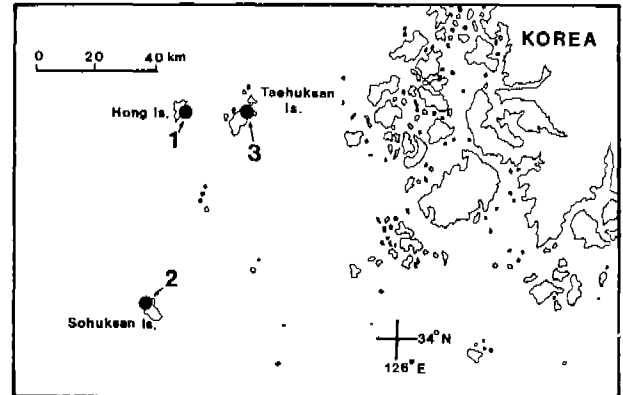 KOREA
0 20 40 km
Taehuksan
Is.
Hong Is.
1
3
2
Sohuksan Is.
34°N
126°E